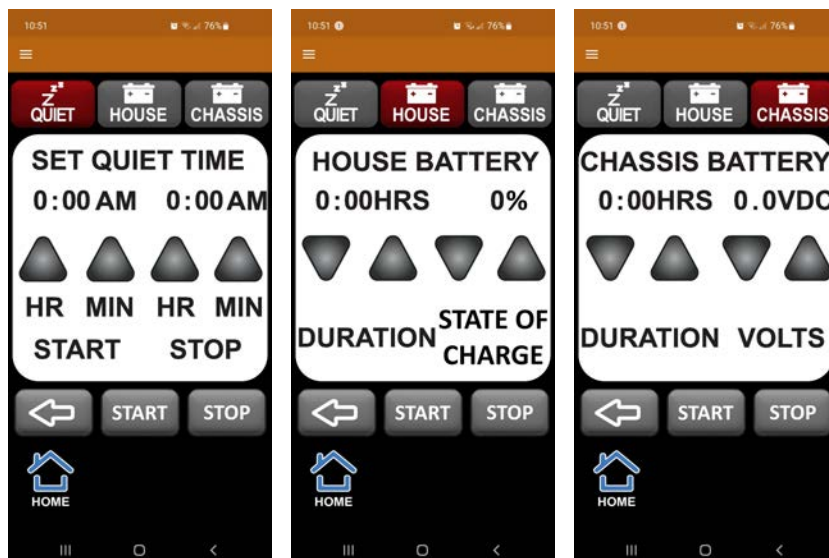 10:51 76%
Z z z
QUIET HOUSE CHASSIS
SET QUIET TIME
0:00 AM 0:00 AM
HR MIN HR MIN
START STOP
START STOP
HOME
10:51 76%
Z z z
QUIET HOUSE CHASSIS
HOUSE BATTERY
0:00HRS 0%
DURATION STATE OF
CHARGE
START STOP
HOME
10:51 76%
Z z z
QUIET HOUSE CHASSIS
CHASSIS BATTERY
0:00HRS 0.0VDC
DURATION VOLTS
START STOP
HOME